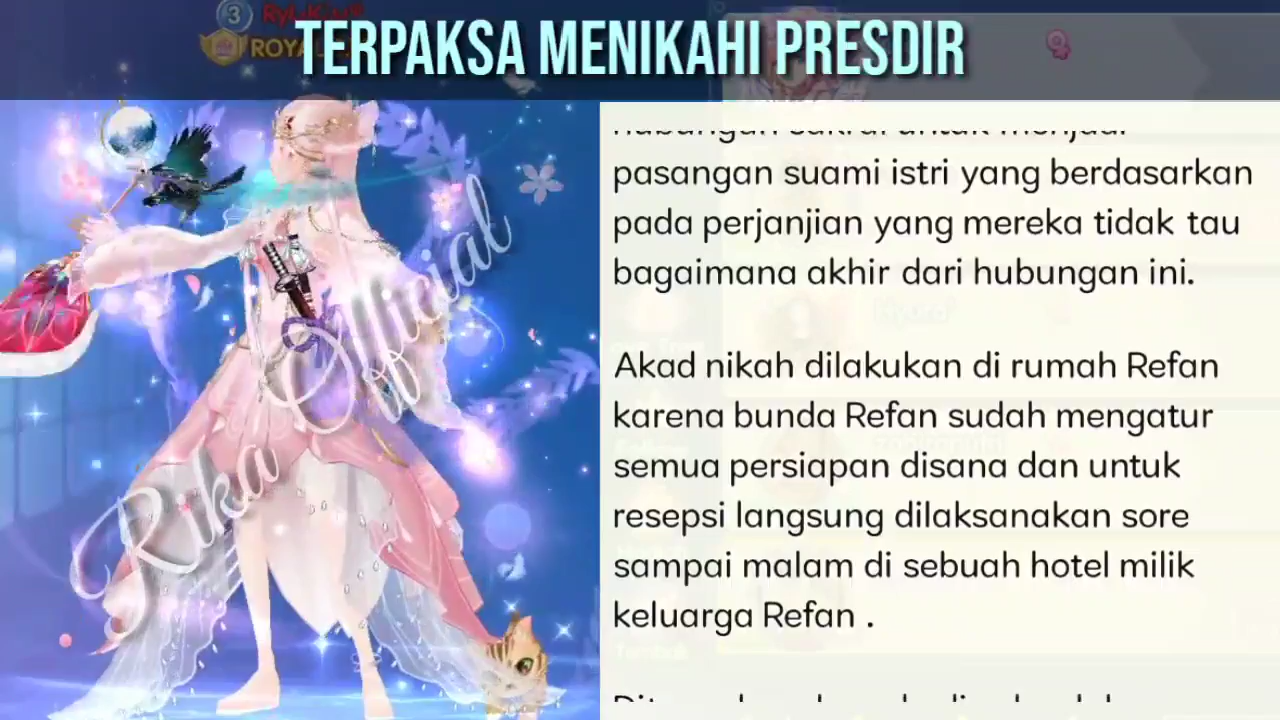 3
ROYA
TERPAKSA MENIKAHI PRESDIR
pasangan suami istri yang berdasarkan
pada perjanjian yang mereka tidak tau
bagaimana akhir dari hubungan ini.
Akad nikah dilakukan di rumah Refan
karena bunda Refan sudah mengatur
semua persiapan disana dan untuk
resepsi langsung dilaksanakan sore
sampai malam di sebuah hotel milik
keluarga Refan .
Rika Official